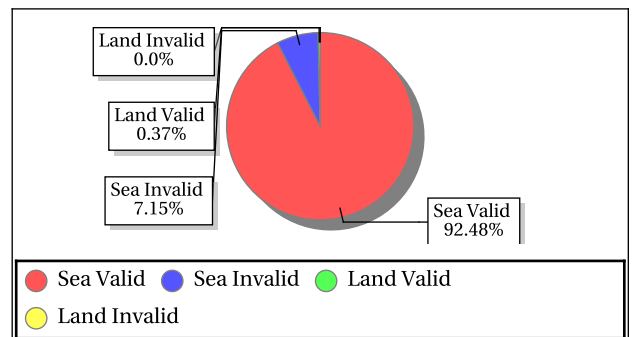 Land Invalid
0.0%
Land Valid
0.37%
Sea Invalid
7.15%
Sea Valid
92.48%
Sea Valid Sea Invalid Land Valid
Land Invalid